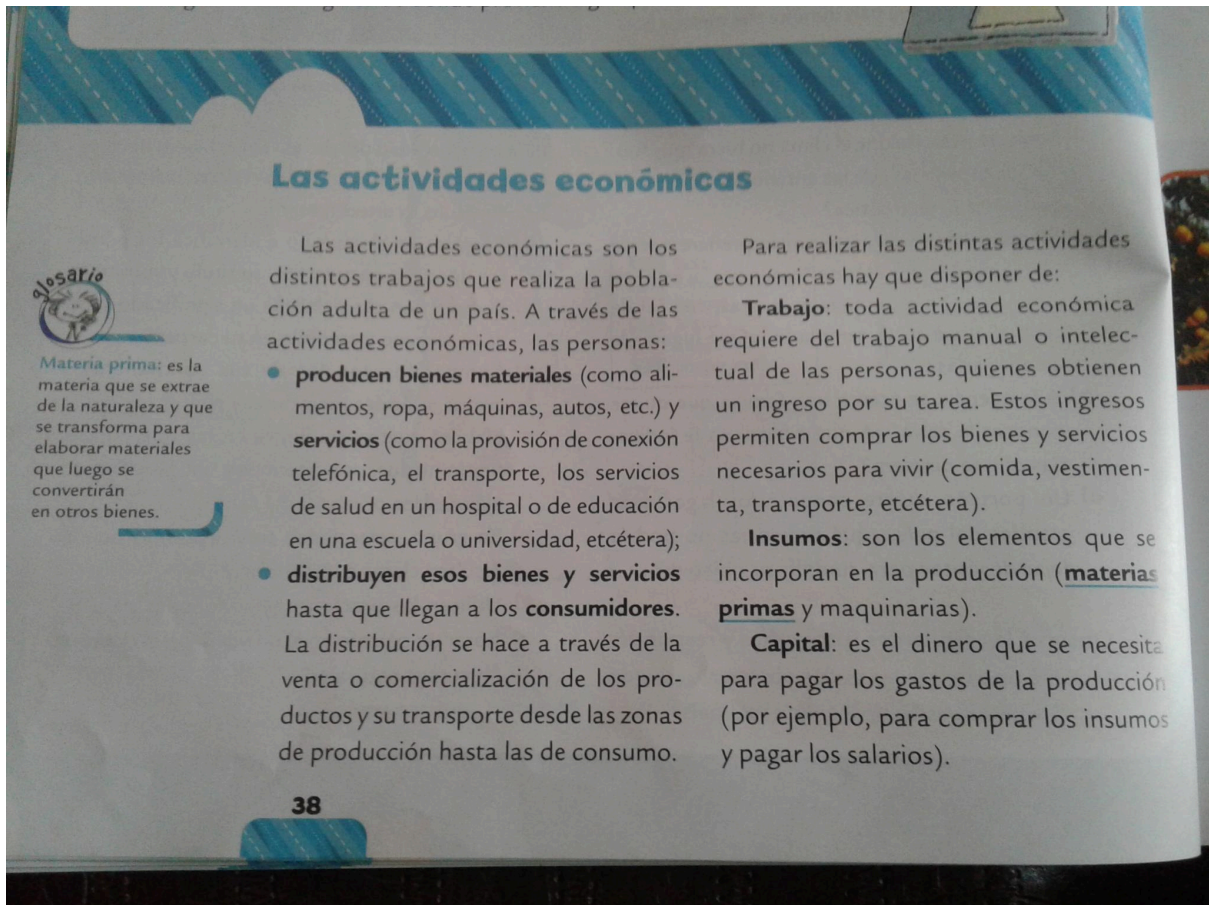 Las actividades económicas
glosario
Materia prima: es la
materia que se extrae
de la naturaleza y que
se transforma para
elaborar materiales
que luego se
convertirán
en otros bienes.
Las actividades económicas son los
distintos trabajos que realiza la pobla-
ción adulta de un país. A través de las
actividades económicas, las personas:
• producen bienes materiales (como ali-
mentos, ropa, máquinas, autos, etc.) y
servicios (como la provisión de conexión
telefónica, el transporte, los servicios
de salud en un hospital o de educación
en una escuela o universidad, etcétera);
• distribuyen esos bienes y servicios
hasta que llegan a los consumidores.
La distribución se hace a través de la
venta o comercialización de los pro-
ductos y su transporte desde las zonas
de producción hasta las de consumo.
Para realizar las distintas actividades
económicas hay que disponer de:
Trabajo: toda actividad económica
requiere del trabajo manual o intelec-
tual de las personas, quienes obtienen
un ingreso por su tarea. Estos ingresos
permiten comprar los bienes y servicios
necesarios para vivir (comida, vestimen-
ta, transporte, etcétera).
Insumos: son los elementos que se
incorporan en la producción (materias
primas y maquinarias).
Capital: es el dinero que se necesita
para pagar los gastos de la producción
(por ejemplo, para comprar los insumos
y pagar los salarios).
38